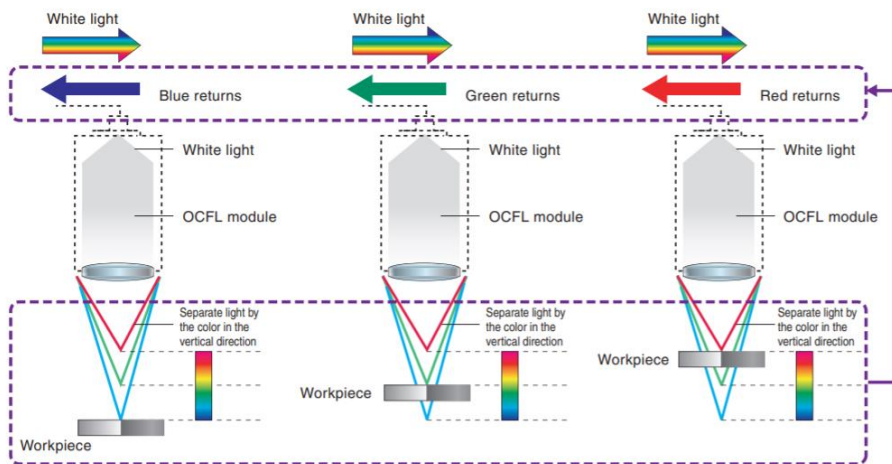 White light
White light
White light
Blue returns
Green returns
Red returns
White light
White light
White light
OCFL module
OCFL module
OCFL module
Separate light by
the color in the
vertical direction
Separate light by
the color in the
vertical direction
Separate light by
the color in the
vertical direction
Workpiece
Workpiece
Workpiece